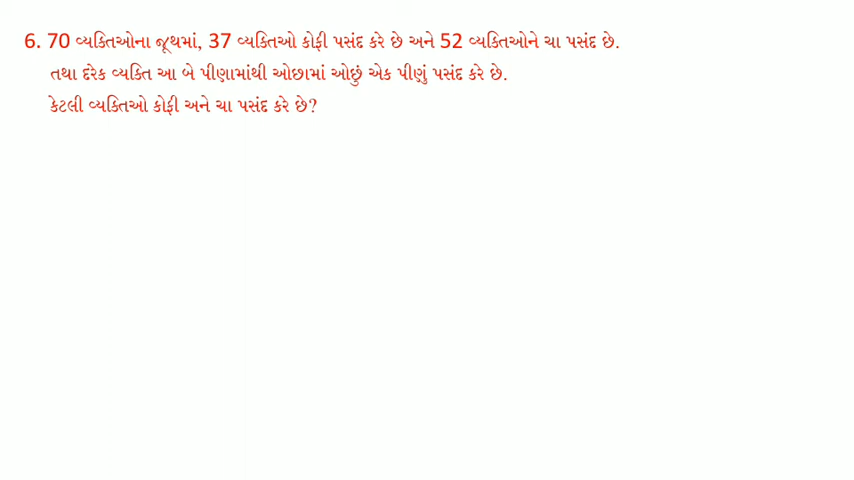 6. 70 વ્યક્તિઓના જૂથમાં, 37 વ્યક્તિઓ કોફી પસંદ કરે છે અને 52 વ્યક્તિઓને ચા પસંદ છે.
તથા દરેક વ્યક્તિ આ બે પીણામાંથી ઓછામાં ઓછું એક પીણું પસંદ કરે છે.
કેટલી વ્યક્તિઓ કોફી અને ચા પસંદ કરે છે?